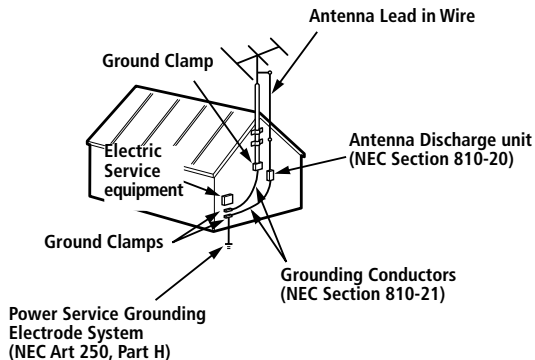 Antenna Lead in Wire
Ground Clamp
Antenna Discharge unit
(NEC Section 810-20)
Electric
Service
equipment
Ground Clamps
Grounding Conductors
(NEC Section 810-21)
Power Service Grounding
Electrode System
(NEC Art 250, Part H)